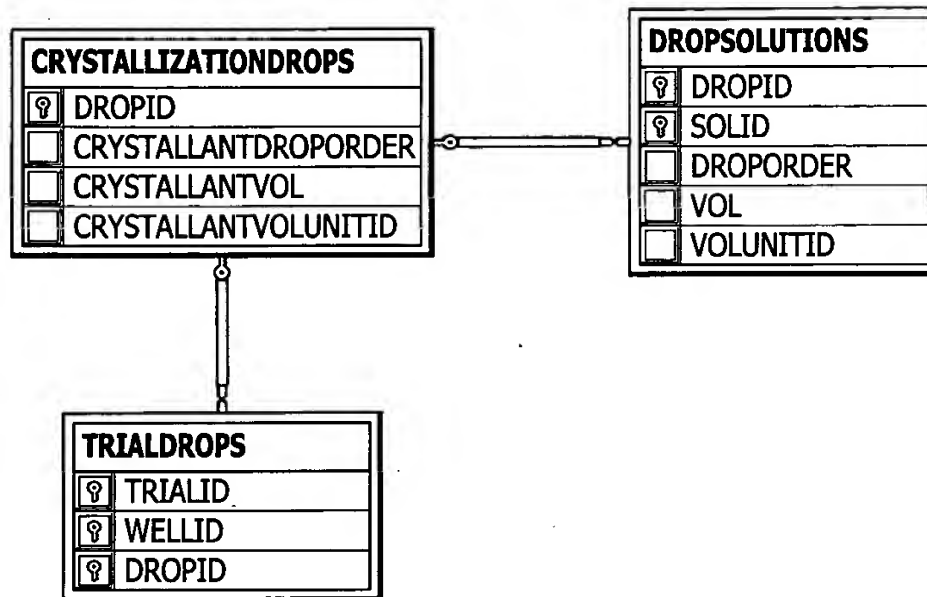 CRYSTALLIZATIONDROPS
DROPID
CRYSTALLANTDROPORDER
CRYSTALLANTVOL
CRYSTALLANTVOLUNITID
DROPSOLUTIONS
DROPID
SOLID
DROPORDER
VOL
VOLUNITID
TRIALDROPS
TRIALID
WELLID
DROPID